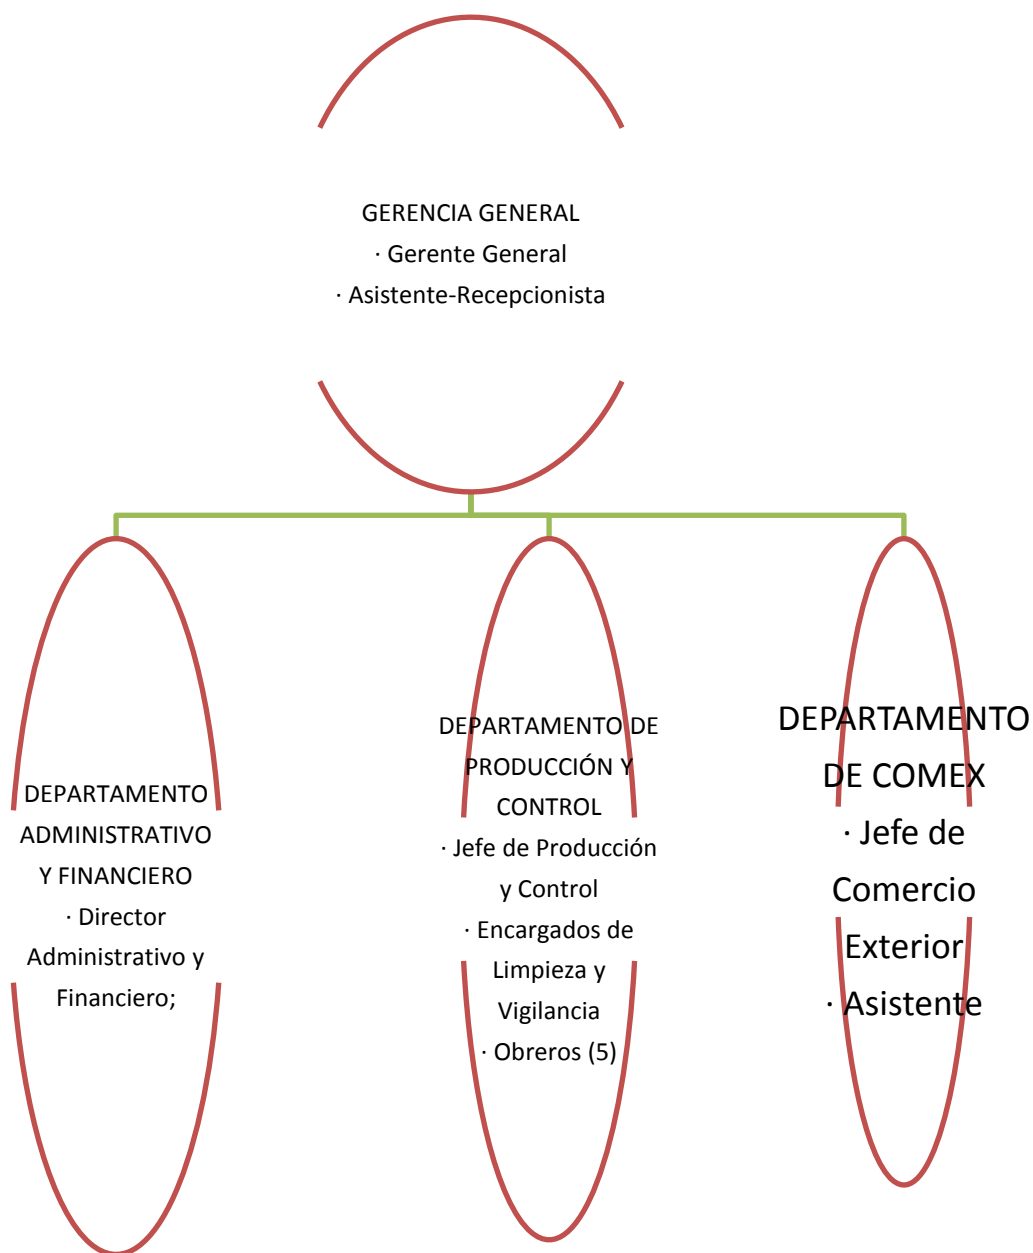 GERENCIA GENERAL
· Gerente General
· Asistente-Recepcionista
DEPARTAMENTO
ADMINISTRATIVO
Y FINANCIERO
· Director
Administrativo y
Financiero;
DEPARTAMENTO DE
PRODUCCIÓN Y
CONTROL
· Jefe de Producción
y Control
· Encargados de
Limpieza y
Vigilancia
· Obreros (5)
DEPARTAMENTO
DE COMEX
· Jefe de
Comercio
Exterior
· Asistente